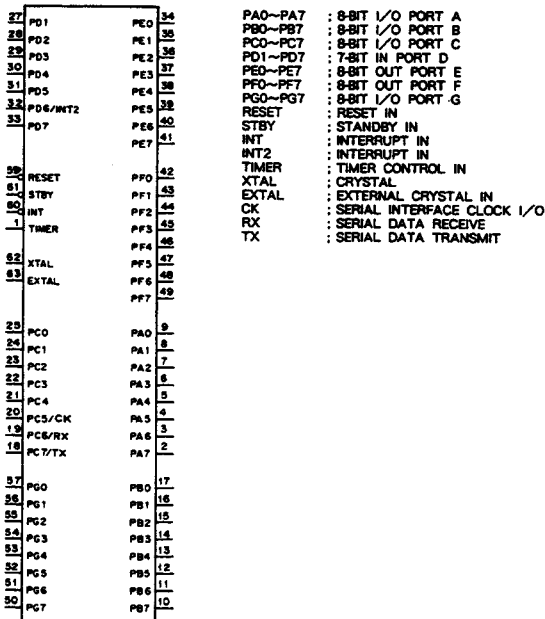 27 PD1 PE0 34
28 PD2 PE1 35
29 PD3 PE2 36
30 PD4 PE3 37
31 PD5 PE4 38
32 PD6/INT2 PE5 39
33 PD7 PE6 40
PE7 41
59 RESET PF0 42
61 STBY PF1 43
60 INT PF2 44
1 TIMER PF3 45
PF4 46
62 XTAL PF5 47
63 EXTAL PF6 48
PF7 49
25 PC0 PA0 9
24 PC1 PA1 8
23 PC2 PA2 7
22 PC3 PA3 6
21 PC4 PA4 5
20 PC5/CK PA5 4
19 PC6/RX PA6 3
18 PC7/TX PA7 2
57 PG0 PB0 17
56 PG1 PB1 16
55 PG2 PB2 15
54 PG3 PB3 14
53 PG4 PB4 13
52 PG5 PB5 12
51 PG6 PB6 11
50 PG7 PB7 10
PA0~PA7 : 8-BIT I/O PORT A
PB0~PB7 : 8-BIT I/O PORT B
PC0~PC7 : 8-BIT I/O PORT C
PD1~PD7 : 7-BIT IN PORT D
PE0~PE7 : 8-BIT OUT PORT E
PF0~PF7 : 8-BIT OUT PORT F
PG0~PG7 : 8-BIT I/O PORT G
RESET : RESET IN
STBY : STANDBY IN
INT : INTERRUPT IN
INT2 : INTERRUPT IN
TIMER : TIMER CONTROL IN
XTAL : CRYSTAL
EXTAL : EXTERNAL CRYSTAL IN
CK : SERIAL INTERFACE CLOCK I/O
RX : SERIAL DATA RECEIVE
TX : SERIAL DATA TRANSMIT